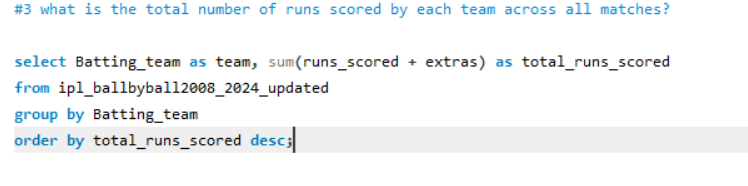 #3 what is the total number of runs scored by each team across all matches?
select Batting_team as team, sum(runs_scored + extras) as total_runs_scored
from ipl_ballbyball2008_2024_updated
group by Batting_team
order by total_runs_scored desc;